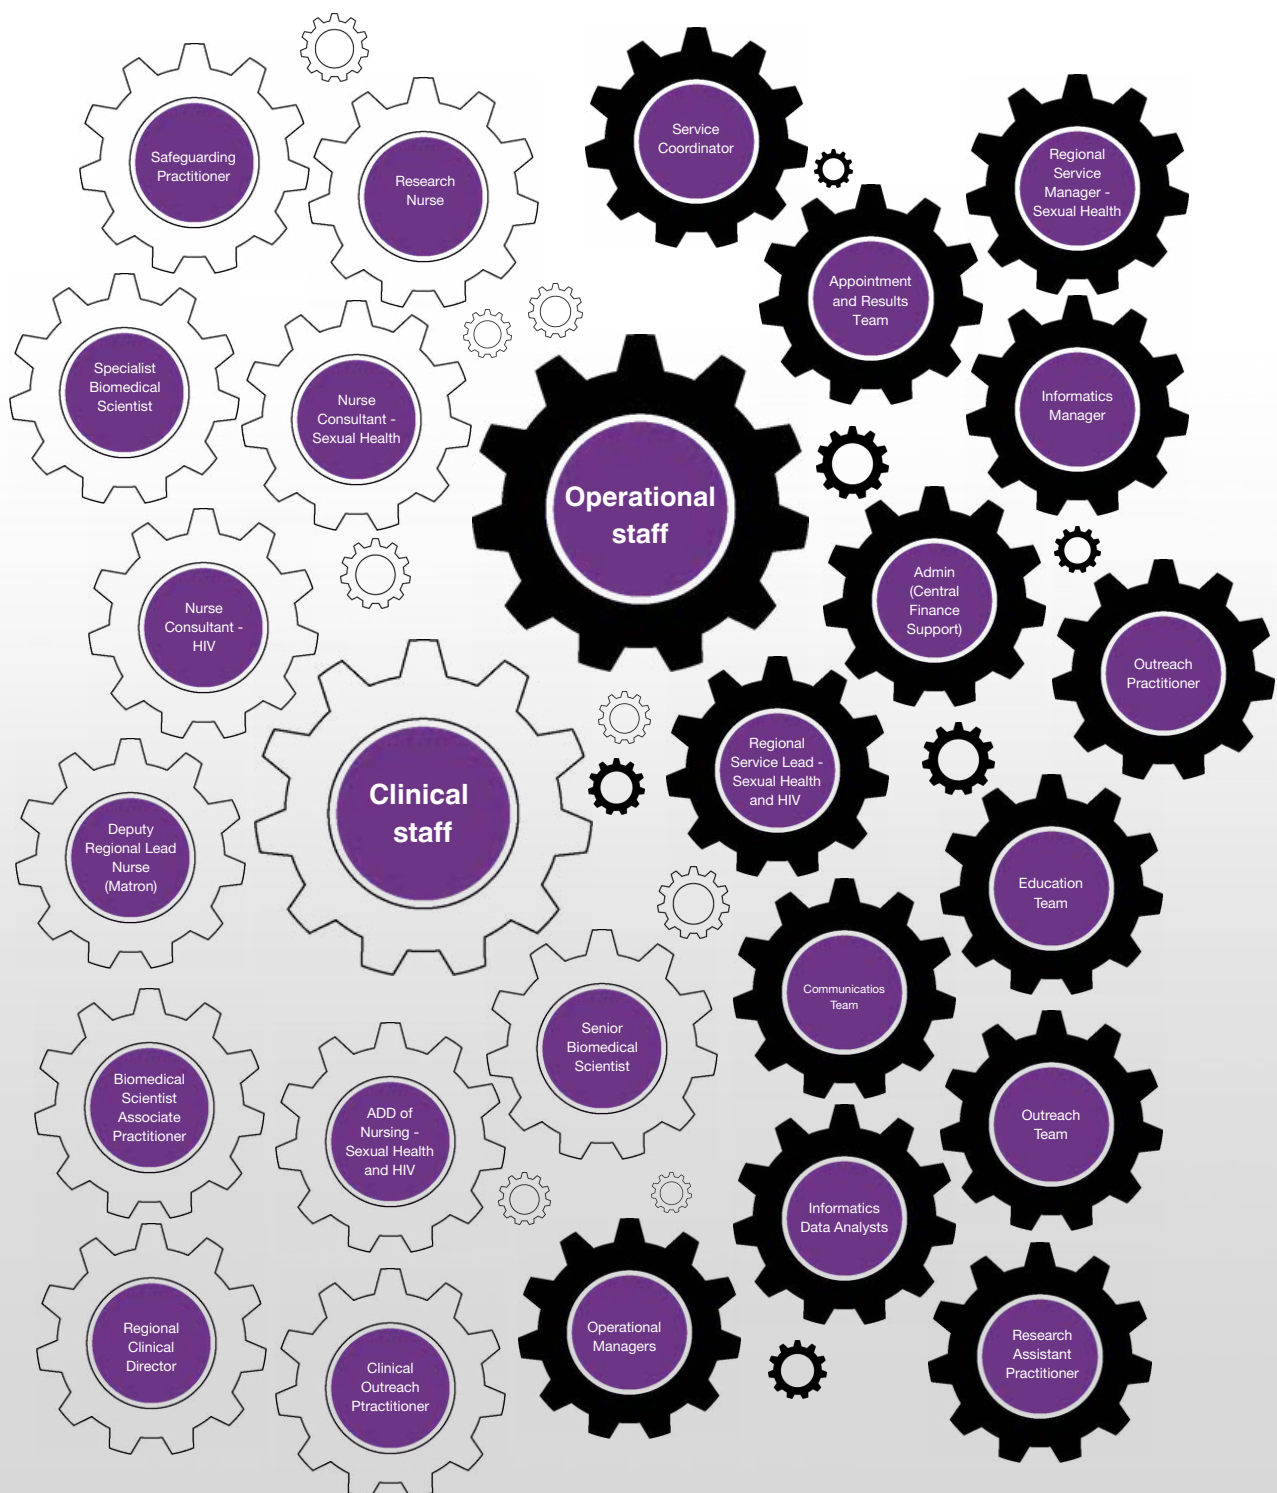 Safeguarding
Practitioner
Research
Nurse
Service
Coordinator
Regional
Service
Manager -
Sexual Health
Appointment
and Results
Team
Specialist
Biomedical
Scientist
Nurse
Consultant -
Sexual Health
Informatics
Manager
Operational
staff
Nurse
Consultant -
HIV
Admin
(Central
Finance
Support)
Outreach
Practitioner
Clinical
staff
Regional
Service Lead -
Sexual Health
and HIV
Deputy
Regional Lead
Nurse
(Matron)
Education
Team
Communicatios
Team
Senior
Biomedical
Scientist
Biomedical
Scientist
Associate
Practitioner
ADD of
Nursing -
Sexual Health
and HIV
Outreach
Team
Informatics
Data Analysts
Regional
Clinical
Director
Clinical
Outreach
Ptractitioner
Operational
Managers
Research
Assistant
Practitioner